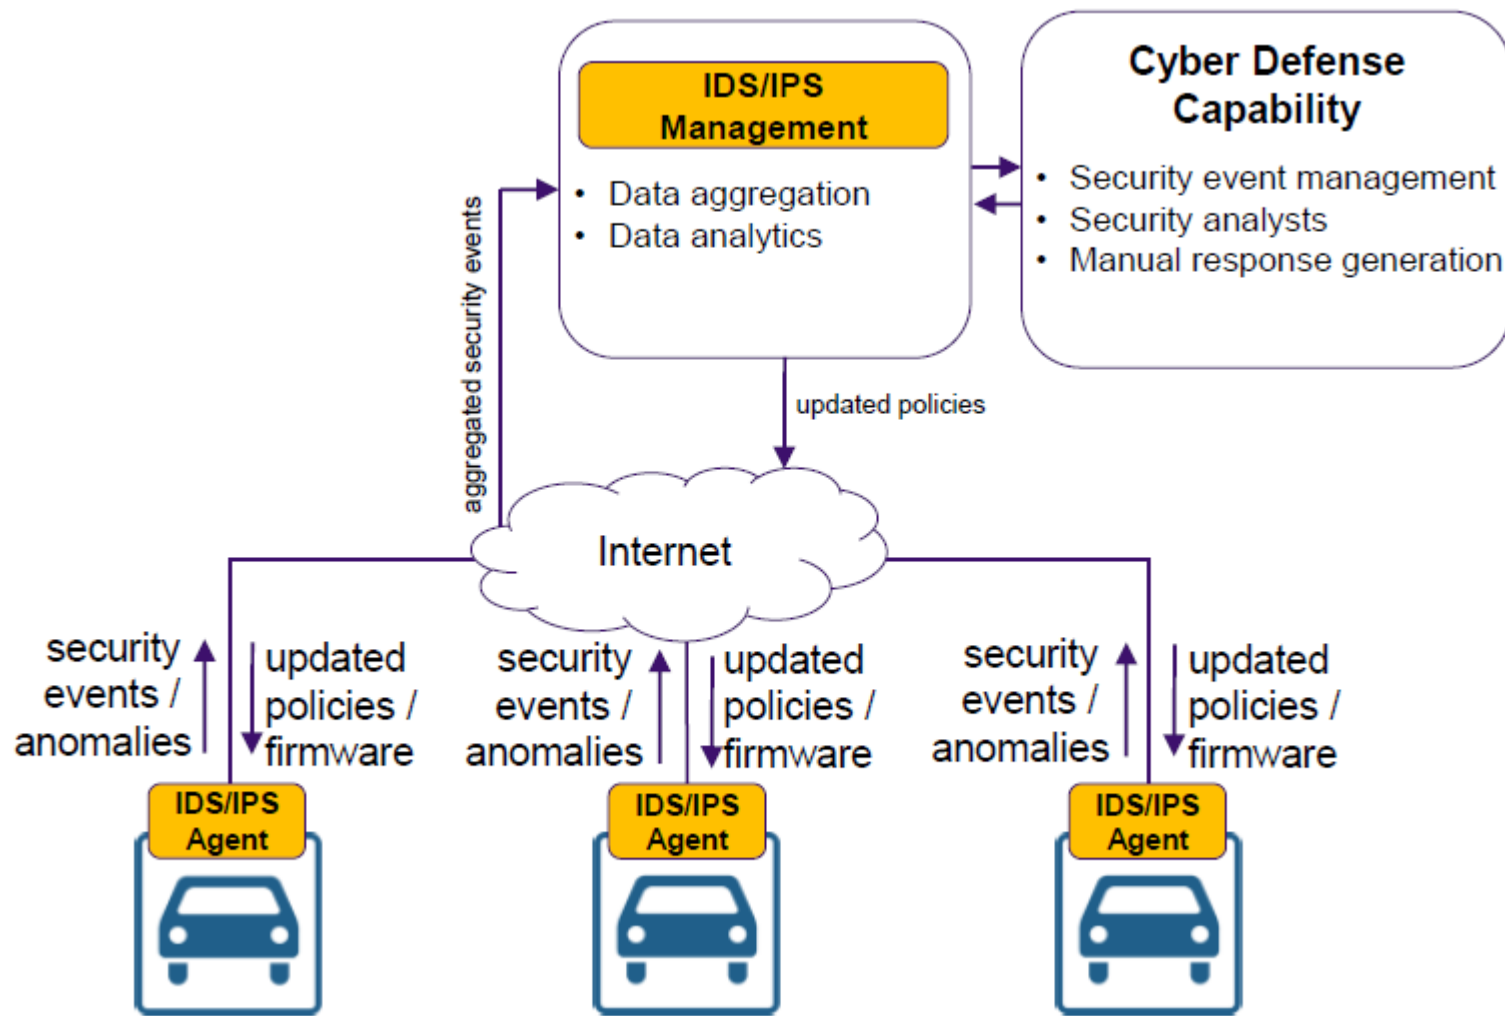 IDS/IPS
Management
• Data aggregation
• Data analytics
Cyber Defense
Capability
• Security event management
• Security analysts
• Manual response generation
aggregated security events
updated policies
Internet
security
events /
anomalies
updated
policies /
firmware
security
events /
anomalies
updated
policies /
firmware
security
events /
anomalies
updated
policies /
firmware
IDS/IPS
Agent
IDS/IPS
Agent
IDS/IPS
Agent